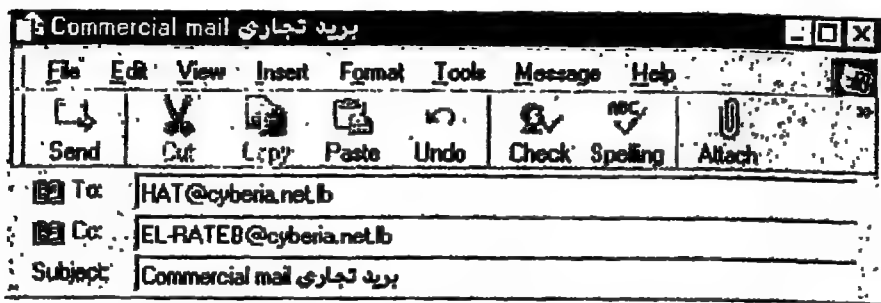 Commercial mail بريد تجاري
File Edit View Insert Format Tools Message Help
Send Cut Copy Paste Undo Check Spelling Attach
To: HAT@cyberia.net.lb
Cc: EL-RATEB@cyberia.net.lb
Subject: Commercial mail بريد تجاري